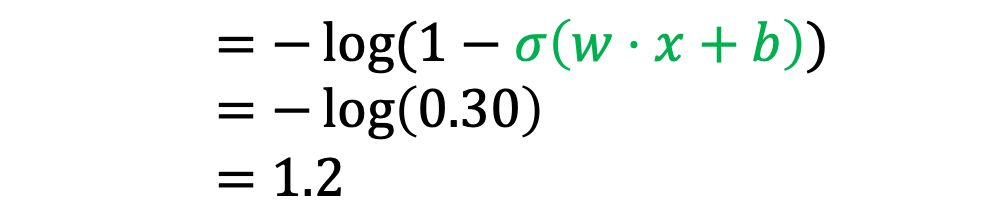 = − log(1 − σ(w · x + b))
= − log(0.30)
= 1.2